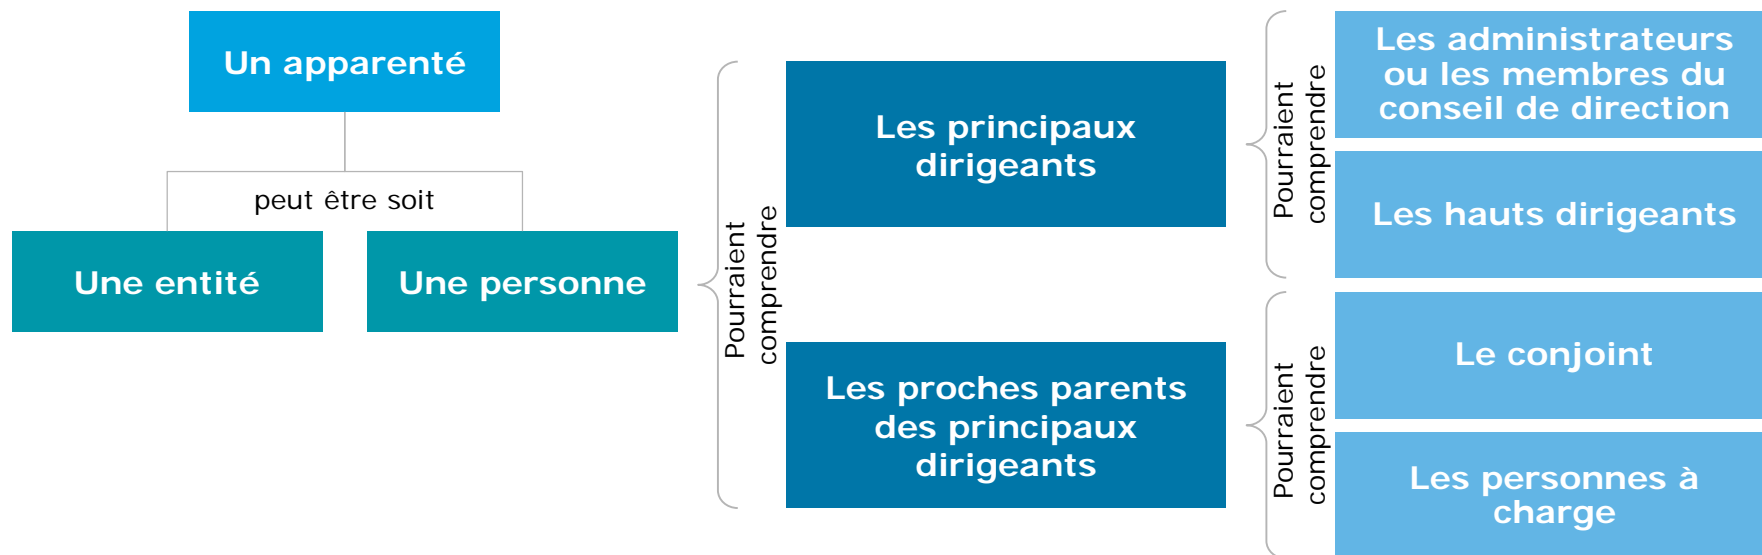 Un apparenté
peut être soit
Une entité
Une personne
Pourraient
comprendre
Les principaux
dirigeants
Pourraient
comprendre
Les administrateurs
ou les membres du
conseil de direction
Les hauts dirigeants
Les proches parents
des principaux
dirigeants
Pourraient
comprendre
Le conjoint
Les personnes à
charge